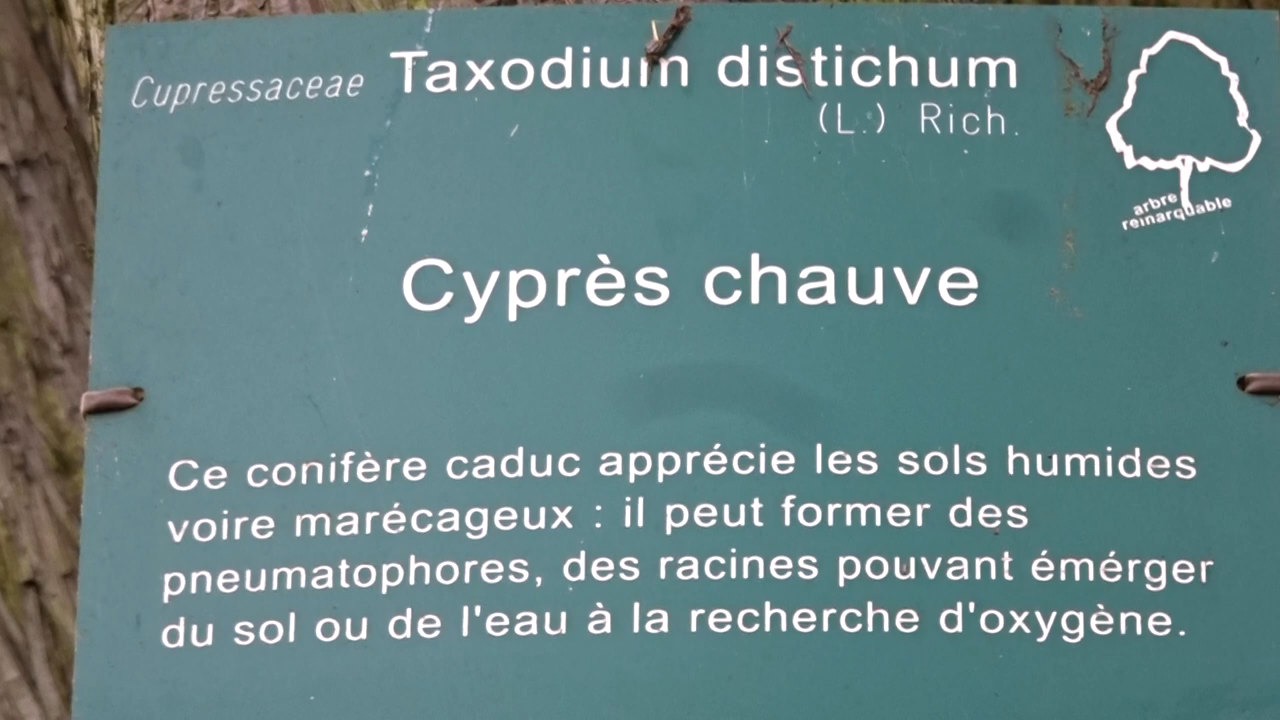 Cupressaceae Taxodium distichum
(L.) Rich.
arbre
remarquable
Cyprès chauve
Ce conifère caduc apprécie les sols humides
voire marécageux : il peut former des
pneumatophores, des racines pouvant émérger
du sol ou de l'eau à la recherche d'oxygène.